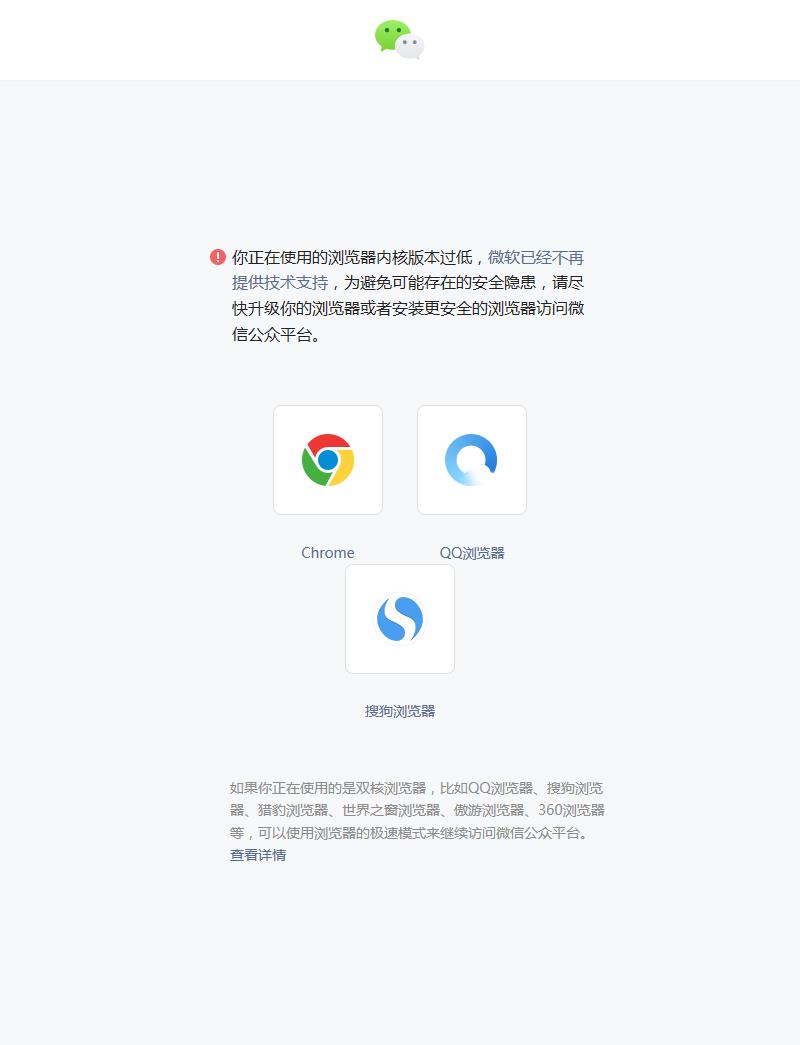 你正在使用的浏览器内核版本过低，微软已经不再
提供技术支持，为避免可能存在的安全隐患，请尽
快升级你的浏览器或者安装更安全的浏览器访问微
信公众平台。
Chrome
QQ浏览器
搜狗浏览器
如果你正在使用的是双核浏览器，比如QQ浏览器、搜狗浏览
器、猎豹浏览器、世界之窗浏览器、傲游浏览器、360浏览器
等，可以使用浏览器的极速模式来继续访问微信公众平台。
查看详情